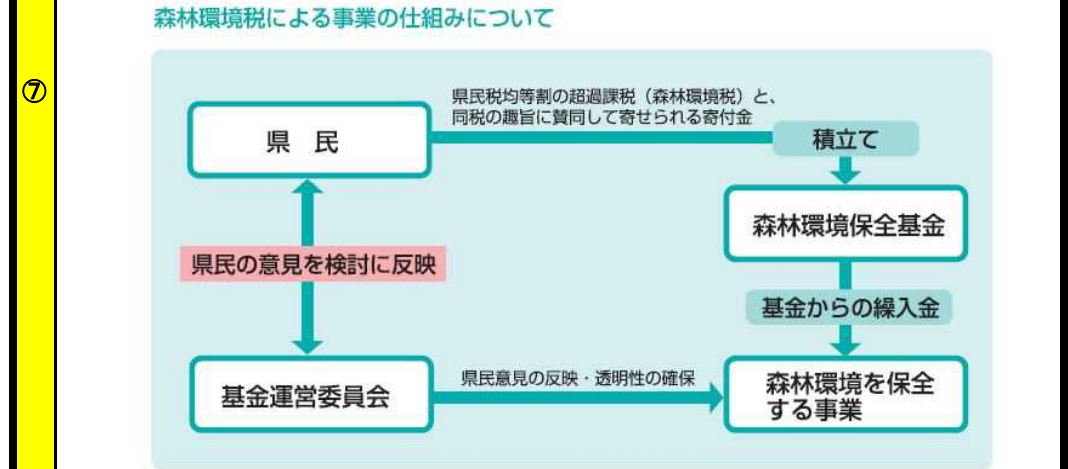 森林環境税による事業の仕組みについて
⑦
県民税均等割の超過課税（森林環境税）と、
同税の趣旨に賛同して寄せられる寄付金
県　民
積立て
森林環境保全基金
県民の意見を検討に反映
基金からの繰入金
基金運営委員会
県民意見の反映・透明性の確保
森林環境を保全
する事業